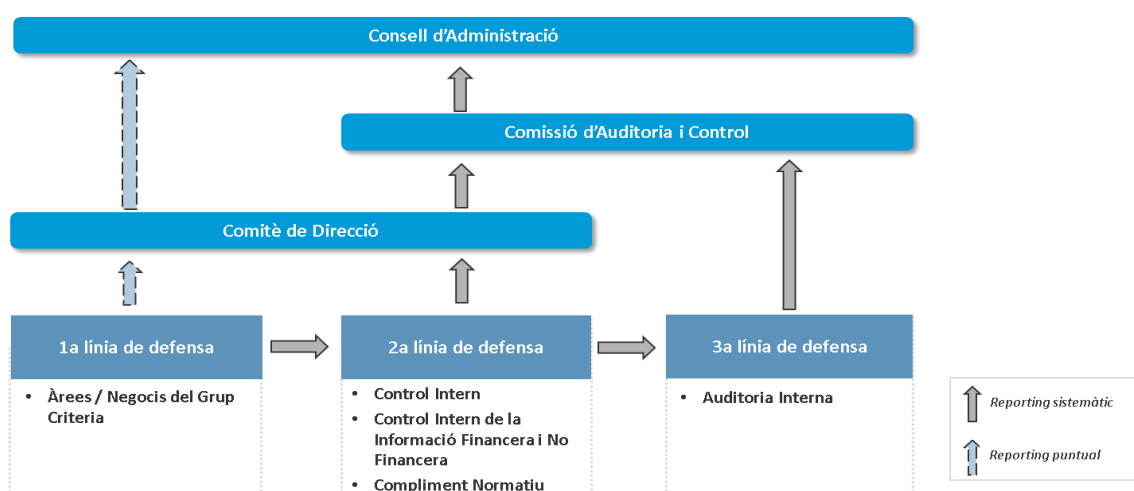 Consell d'Administració
Comissió d'Auditoria i Control
Comitè de Direcció
1a línia de defensa
2a línia de defensa
3a línia de defensa
• Àrees / Negocis del Grup
Criteria
• Control Intern
• Control Intern de la
Informació Financera i No
Financera
• Compliment Normatiu
• Auditoria Interna
Reporting sistemàtic
Reporting puntual